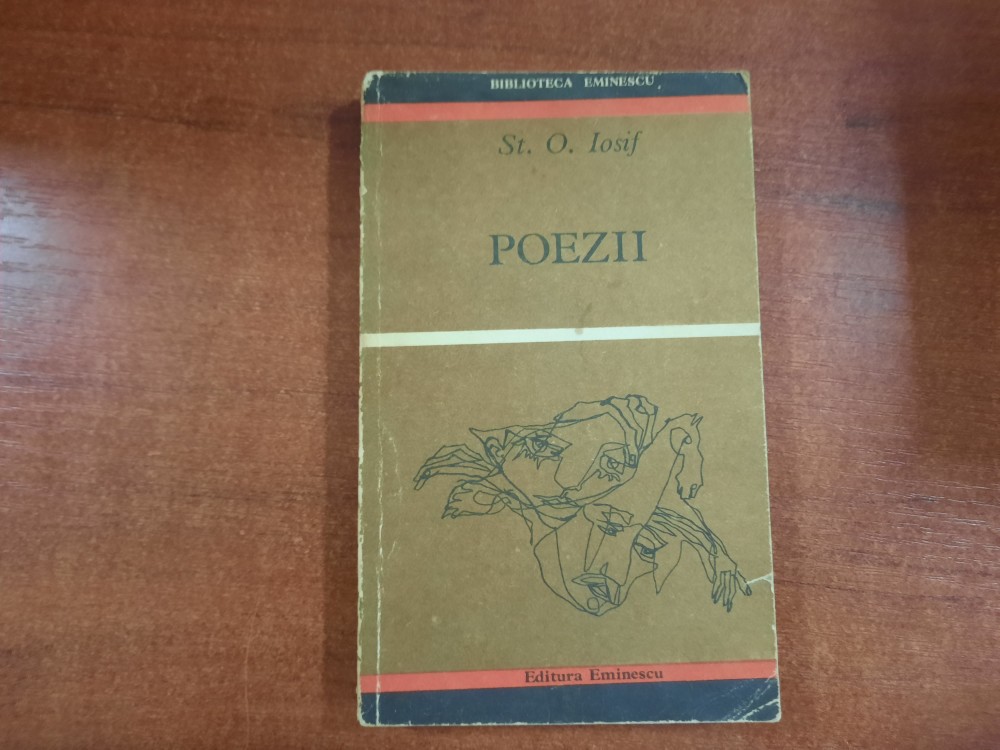 BIBLIOTECA EMINESCU
St. O. Iosif
POEZII
Editura Eminescu